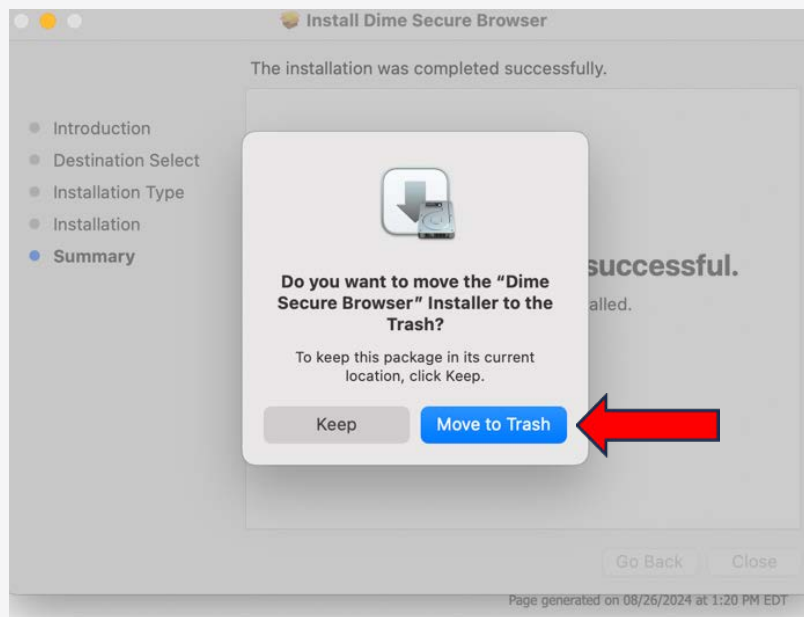 Install Dime Secure Browser
The installation was completed successfully.
Introduction
Destination Select
Installation Type
Installation
Summary
successful.
alled.
Do you want to move the “Dime
Secure Browser” Installer to the
Trash?
To keep this package in its current
location, click Keep.
Keep Move to Trash
Go Back Close
Page generated on 08/26/2024 at 1:20 PM EDT